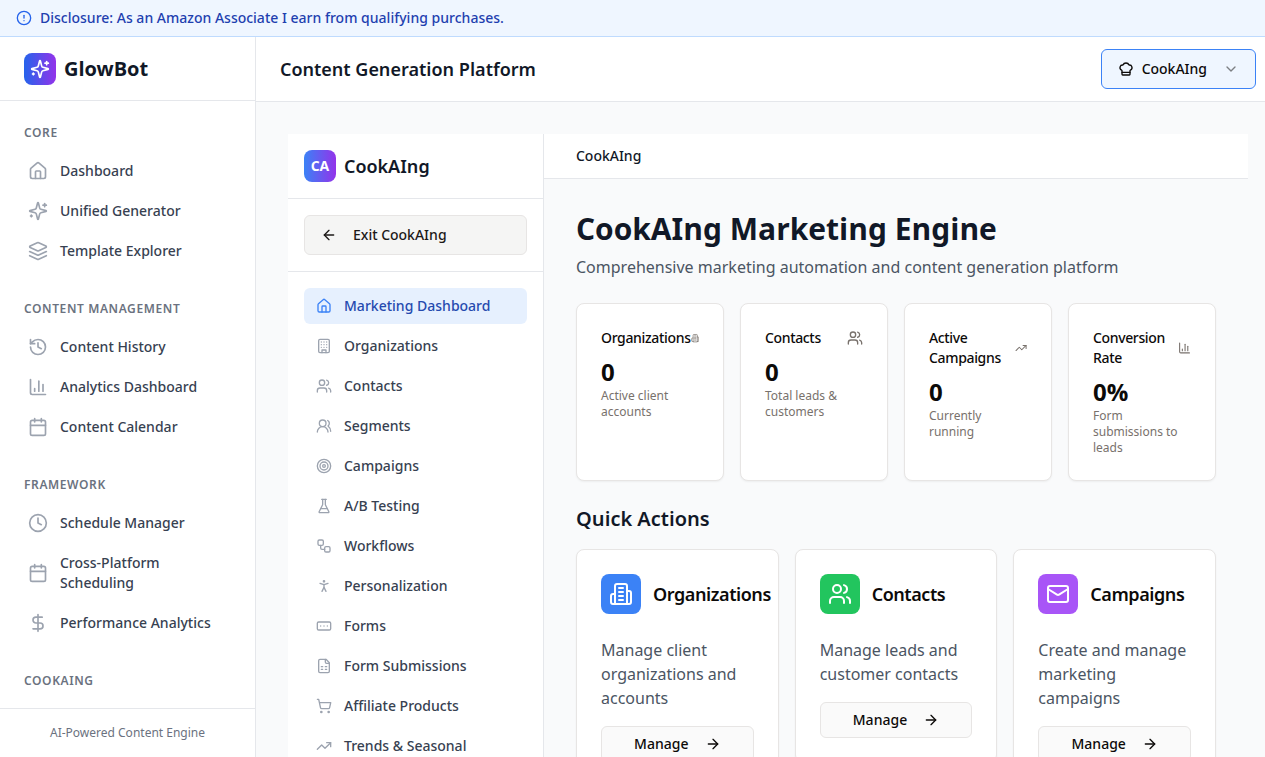 Disclosure: As an Amazon Associate I earn from qualifying purchases.
GlowBot
Content Generation Platform
CookAIng
CORE
Dashboard
Unified Generator
Template Explorer
CONTENT MANAGEMENT
Content History
Analytics Dashboard
Content Calendar
FRAMEWORK
Schedule Manager
Cross-Platform
Scheduling
Performance Analytics
COOKAING
AI-Powered Content Engine
CA CookAIng
Exit CookAIng
Marketing Dashboard
Organizations
Contacts
Segments
Campaigns
A/B Testing
Workflows
Personalization
Forms
Form Submissions
Affiliate Products
Trends & Seasonal
CookAIng
CookAIng Marketing Engine
Comprehensive marketing automation and content generation platform
Organizations
0
Active client
accounts
Contacts
0
Total leads &
customers
Active
Campaigns
0
Currently
running
Conversion
Rate
0%
Form
submissions to
leads
Quick Actions
Organizations
Manage client
organizations and
accounts
Manage
Contacts
Manage leads and
customer contacts
Manage
Campaigns
Create and manage
marketing
campaigns
Manage